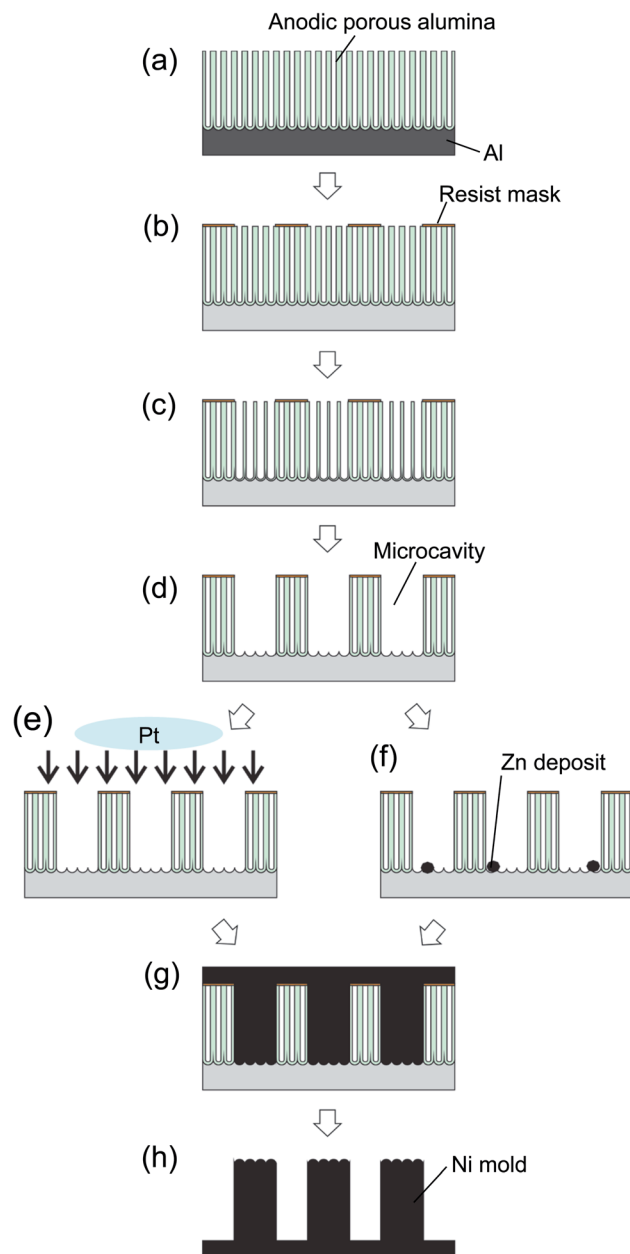 Anodic porous alumina
(a)
Al
Resist mask
(b)
(c)
Microcavity
(d)
(e)
Pt
(f)
Zn deposit
(g)
(h)
Ni mold